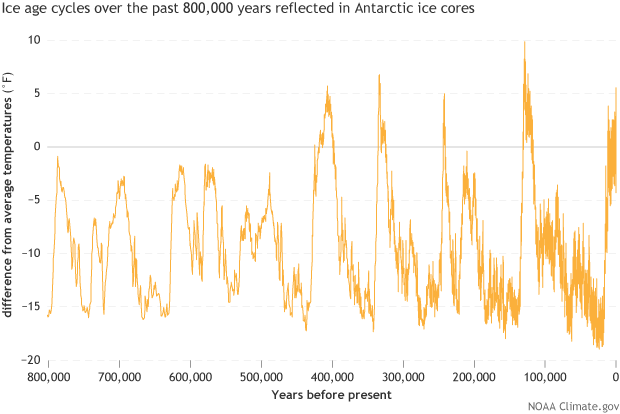 Ice age cycles over the past 800,000 years reflected in Antarctic ice cores
difference from average temperatures (°F)
10
5
0
−5
−10
−15
−20
800,000 700,000 600,000 500,000 400,000 300,000 200,000 100,000 0
Years before present
NOAA Climate.gov